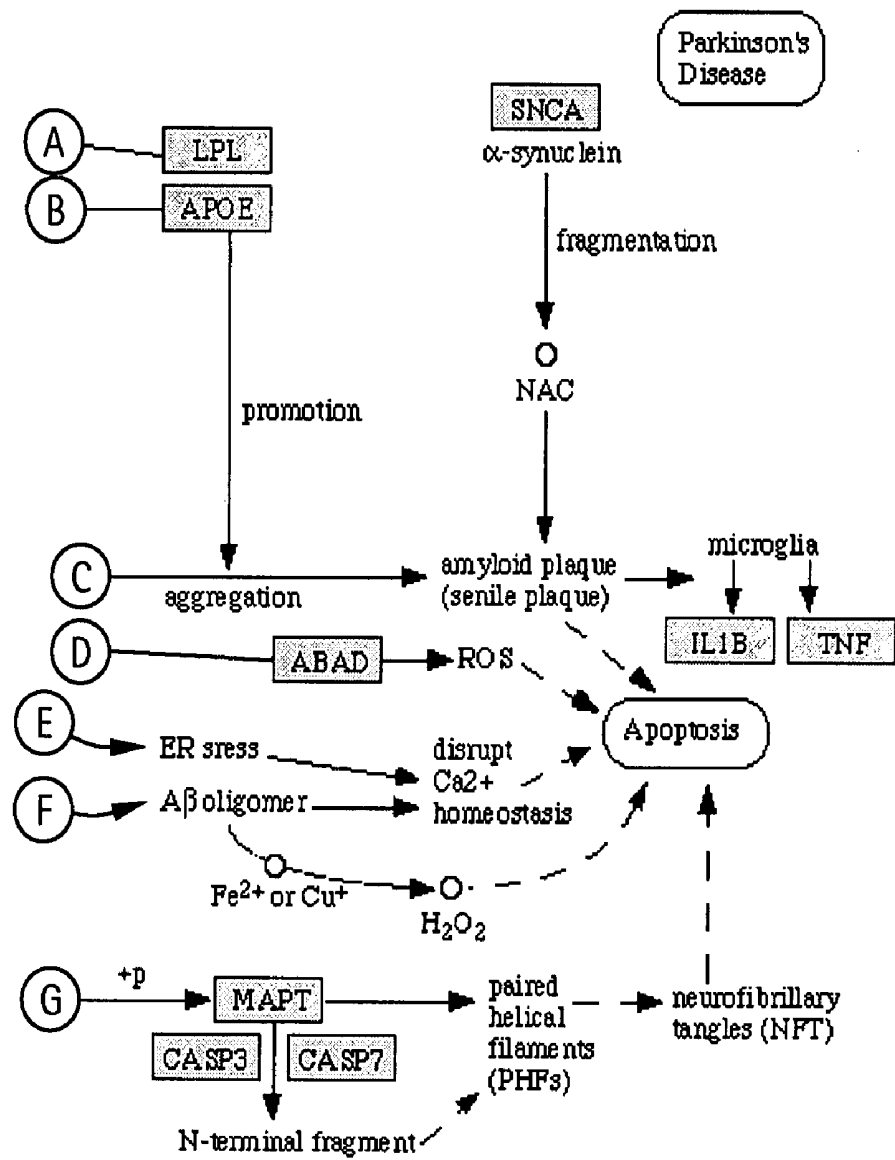 Parkinson's
Disease
SNCA
α-synuclein
A
LPL
B
APOE
fragmentation
NAC
promotion
C
aggregation
amyloid plaque
(senile plaque)
microglia
IL1B
TNF
D
ABAD
ROS
E
ER sress
disrupt
Ca2+
homeostasis
Apoptosis
F
Aβ oligomer
Fe²⁺ or Cu⁺
H₂O₂
G
+p
MAPT
paired
helical
filaments
(PHFs)
neurofibrillary
tangles (NFT)
CASP3
CASP7
N-terminal fragment